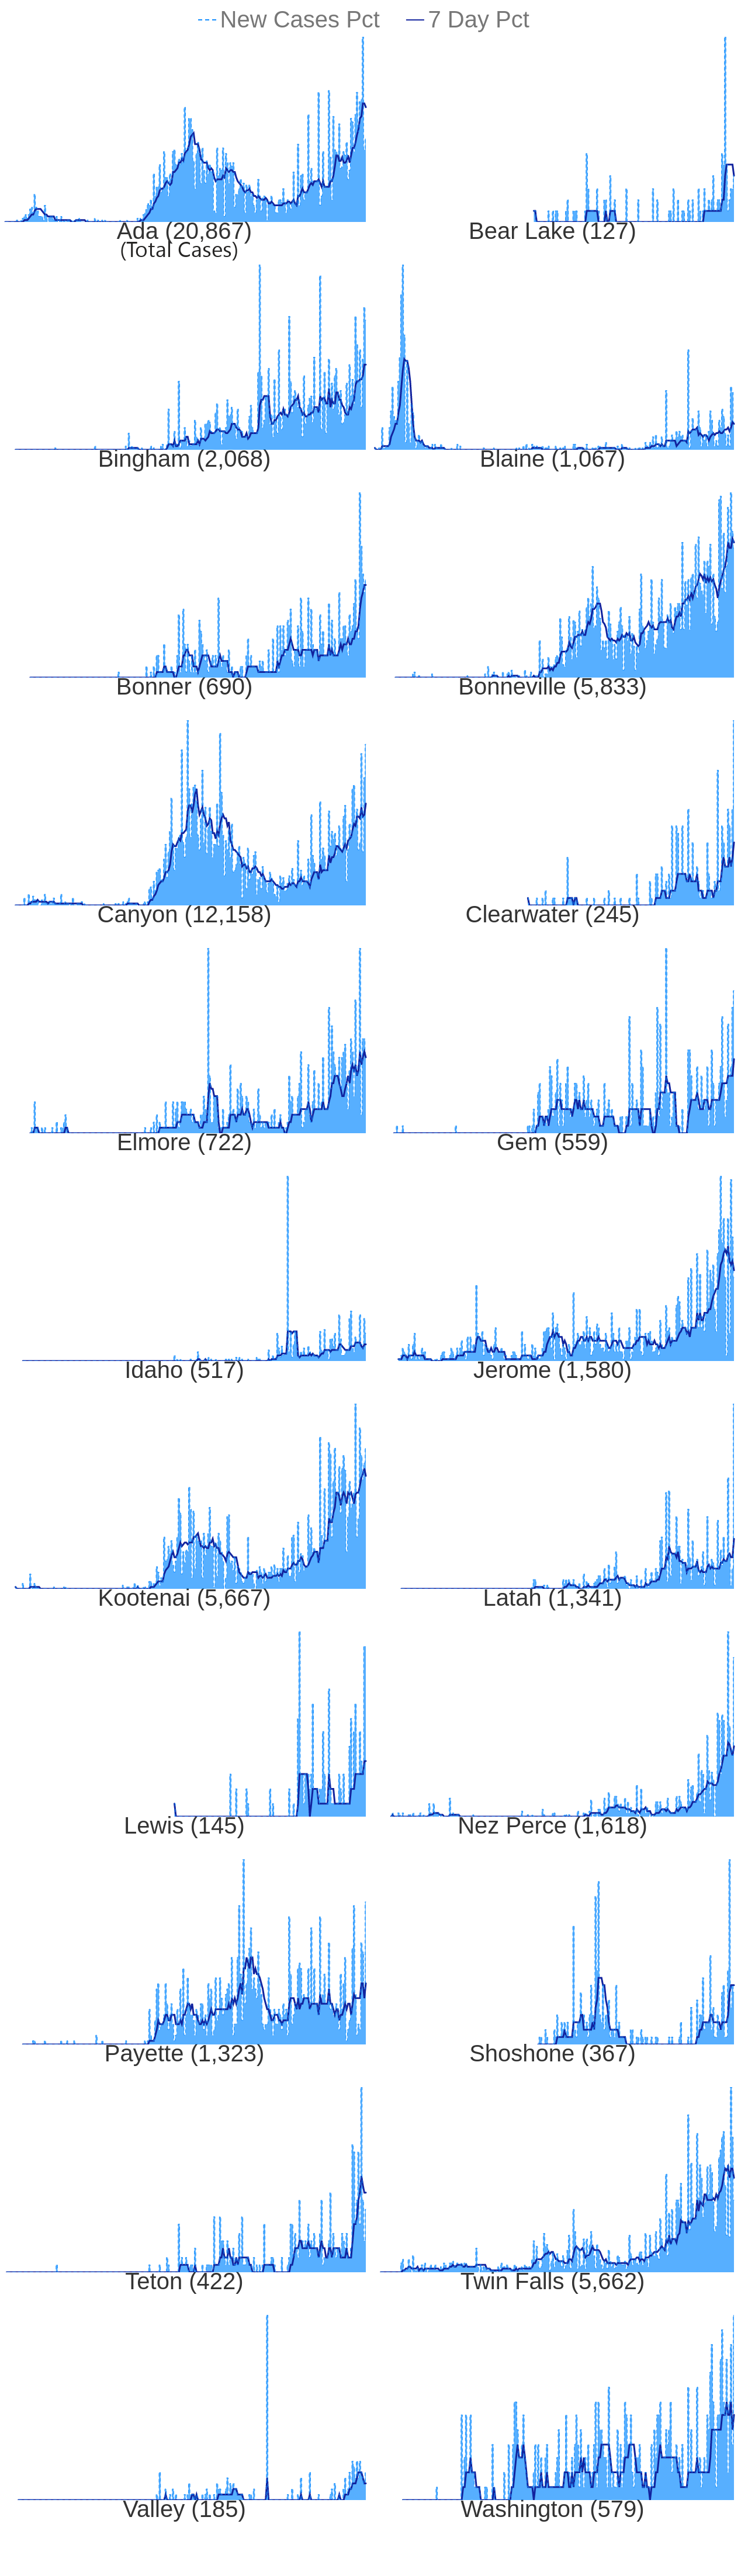 New Cases Pct 7 Day Pct
Ada (20,867) Bear Lake (127)
(Total Cases)
Bingham (2,068) Blaine (1,067)
Bonner (690) Bonneville (5,833)
Canyon (12,158) Clearwater (245)
Elmore (722) Gem (559)
Idaho (517) Jerome (1,580)
Kootenai (5,667) Latah (1,341)
Lewis (145) Nez Perce (1,618)
Payette (1,323) Shoshone (367)
Teton (422) Twin Falls (5,662)
Valley (185) Washington (579)